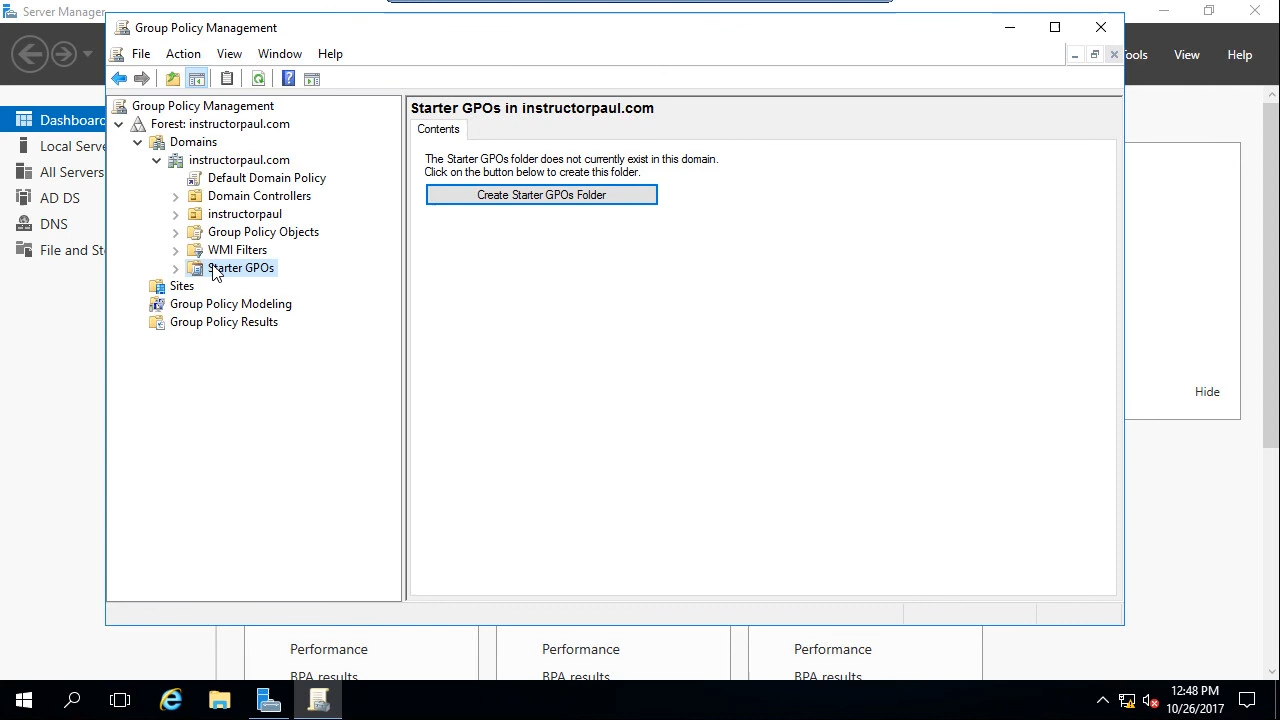 Server Manager
Group Policy Management
File Action View Window Help
Tools View Help
Group Policy Management
Forest: instructorpaul.com
Domains
instructorpaul.com
Default Domain Policy
Domain Controllers
instructorpaul
Group Policy Objects
WMI Filters
Starter GPOs
Sites
Group Policy Modeling
Group Policy Results
Starter GPOs in instructorpaul.com
Contents
The Starter GPOs folder does not currently exist in this domain.
Click on the button below to create this folder.
Create Starter GPOs Folder
Dashboard
Local Serve
All Servers
AD DS
DNS
File and Sto
Hide
Performance Performance Performance
BPA results BPA results BPA results
12:48 PM
10/26/2017